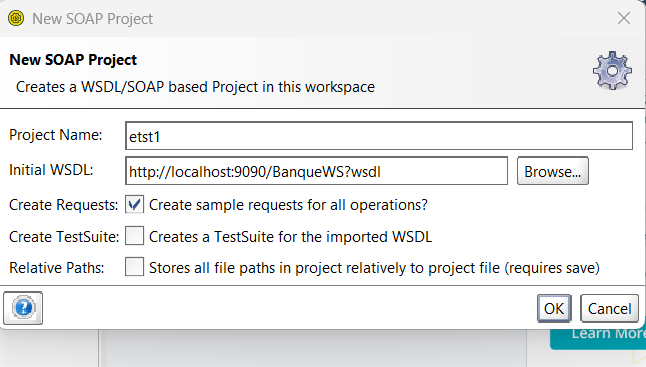 New SOAP Project
New SOAP Project
Creates a WSDL/SOAP based Project in this workspace
Project Name: etst1
Initial WSDL: http://localhost:9090/BanqueWS?wsdl Browse...
Create Requests: Create sample requests for all operations?
Create TestSuite: Creates a TestSuite for the imported WSDL
Relative Paths: Stores all file paths in project relatively to project file (requires save)
? OK Cancel
Learn More